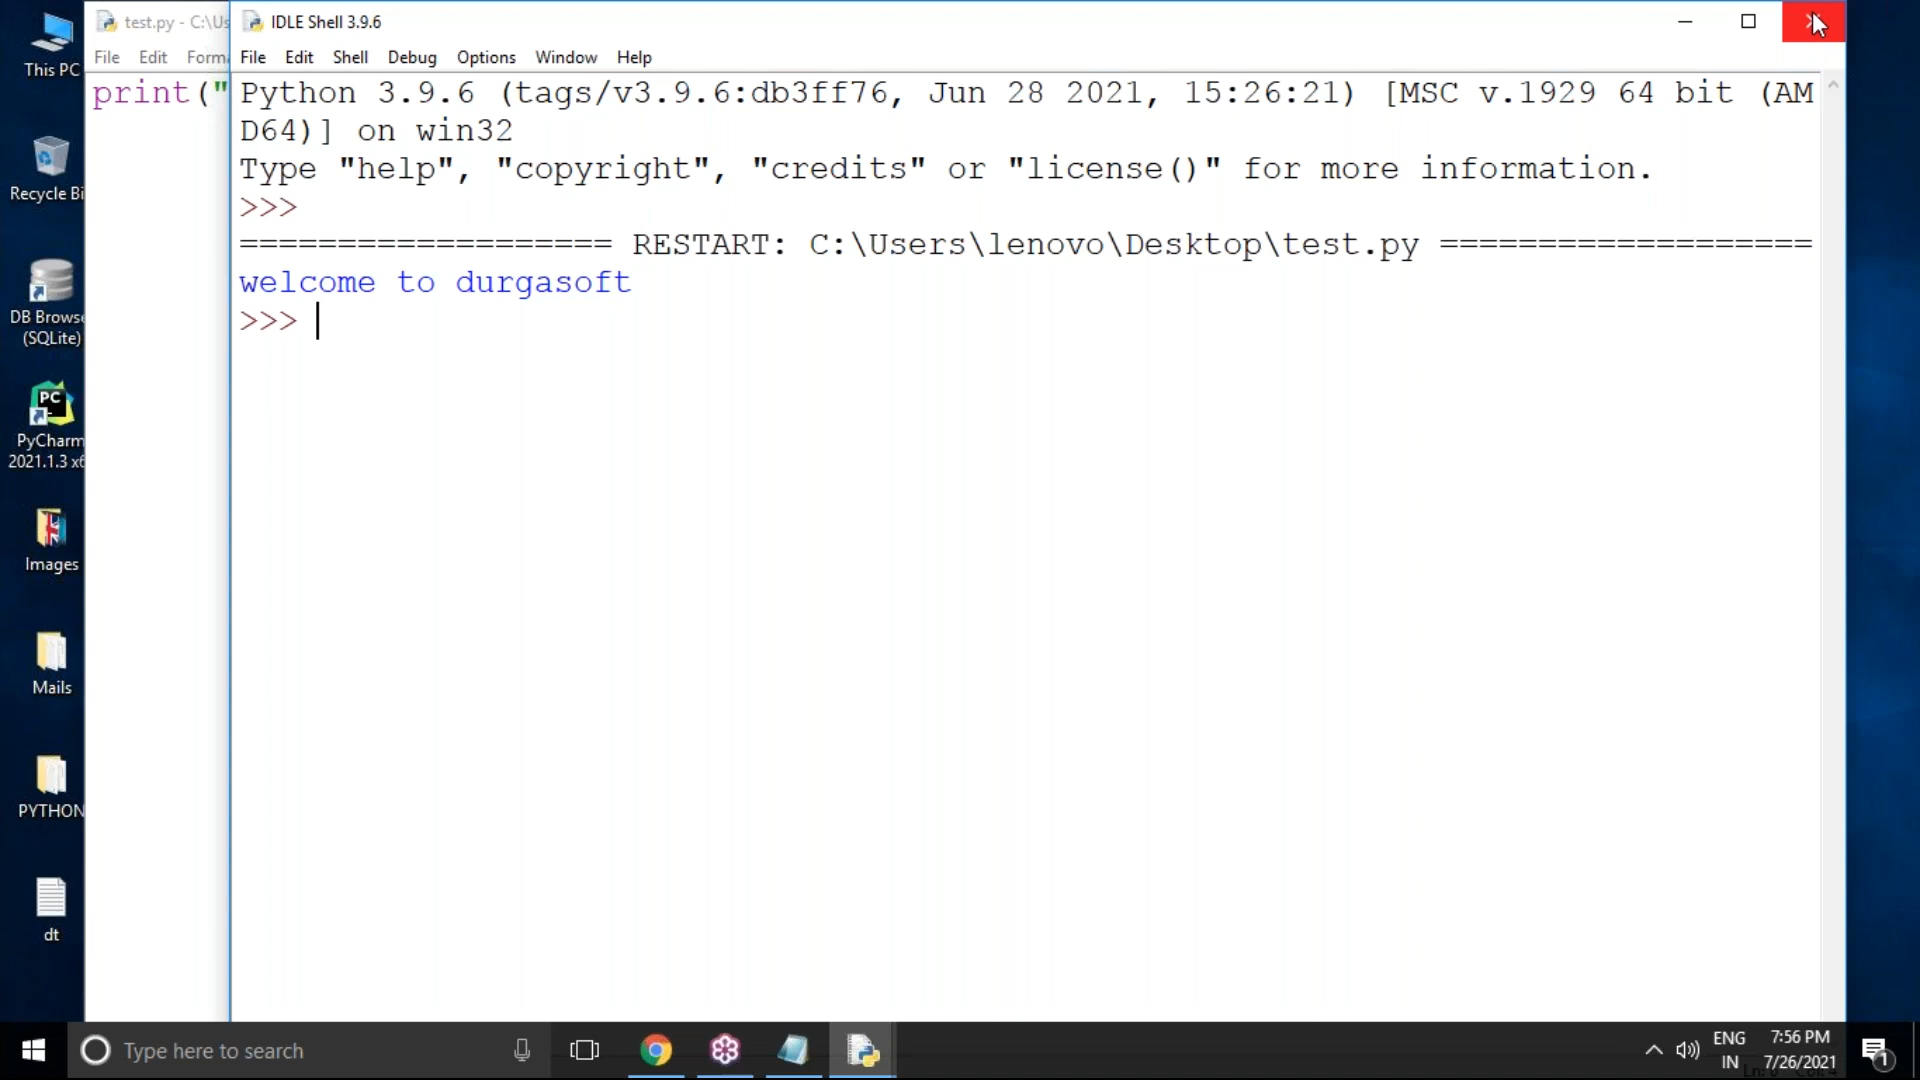 This PC
Recycle Bi
DB Browse
(SQLite)
PyCharm
2021.1.3 x6
Images
Mails
PYTHON
dt
test.py - C:\Us
File Edit Forma
print("
IDLE Shell 3.9.6
File Edit Shell Debug Options Window Help
Python 3.9.6 (tags/v3.9.6:db3ff76, Jun 28 2021, 15:26:21) [MSC v.1929 64 bit (AM
D64)] on win32
Type "help", "copyright", "credits" or "license()" for more information.
>>>
=================== RESTART: C:\Users\lenovo\Desktop\test.py ===================
welcome to durgasoft
>>>
Type here to search
ENG
IN
7:56 PM
7/26/2021
1